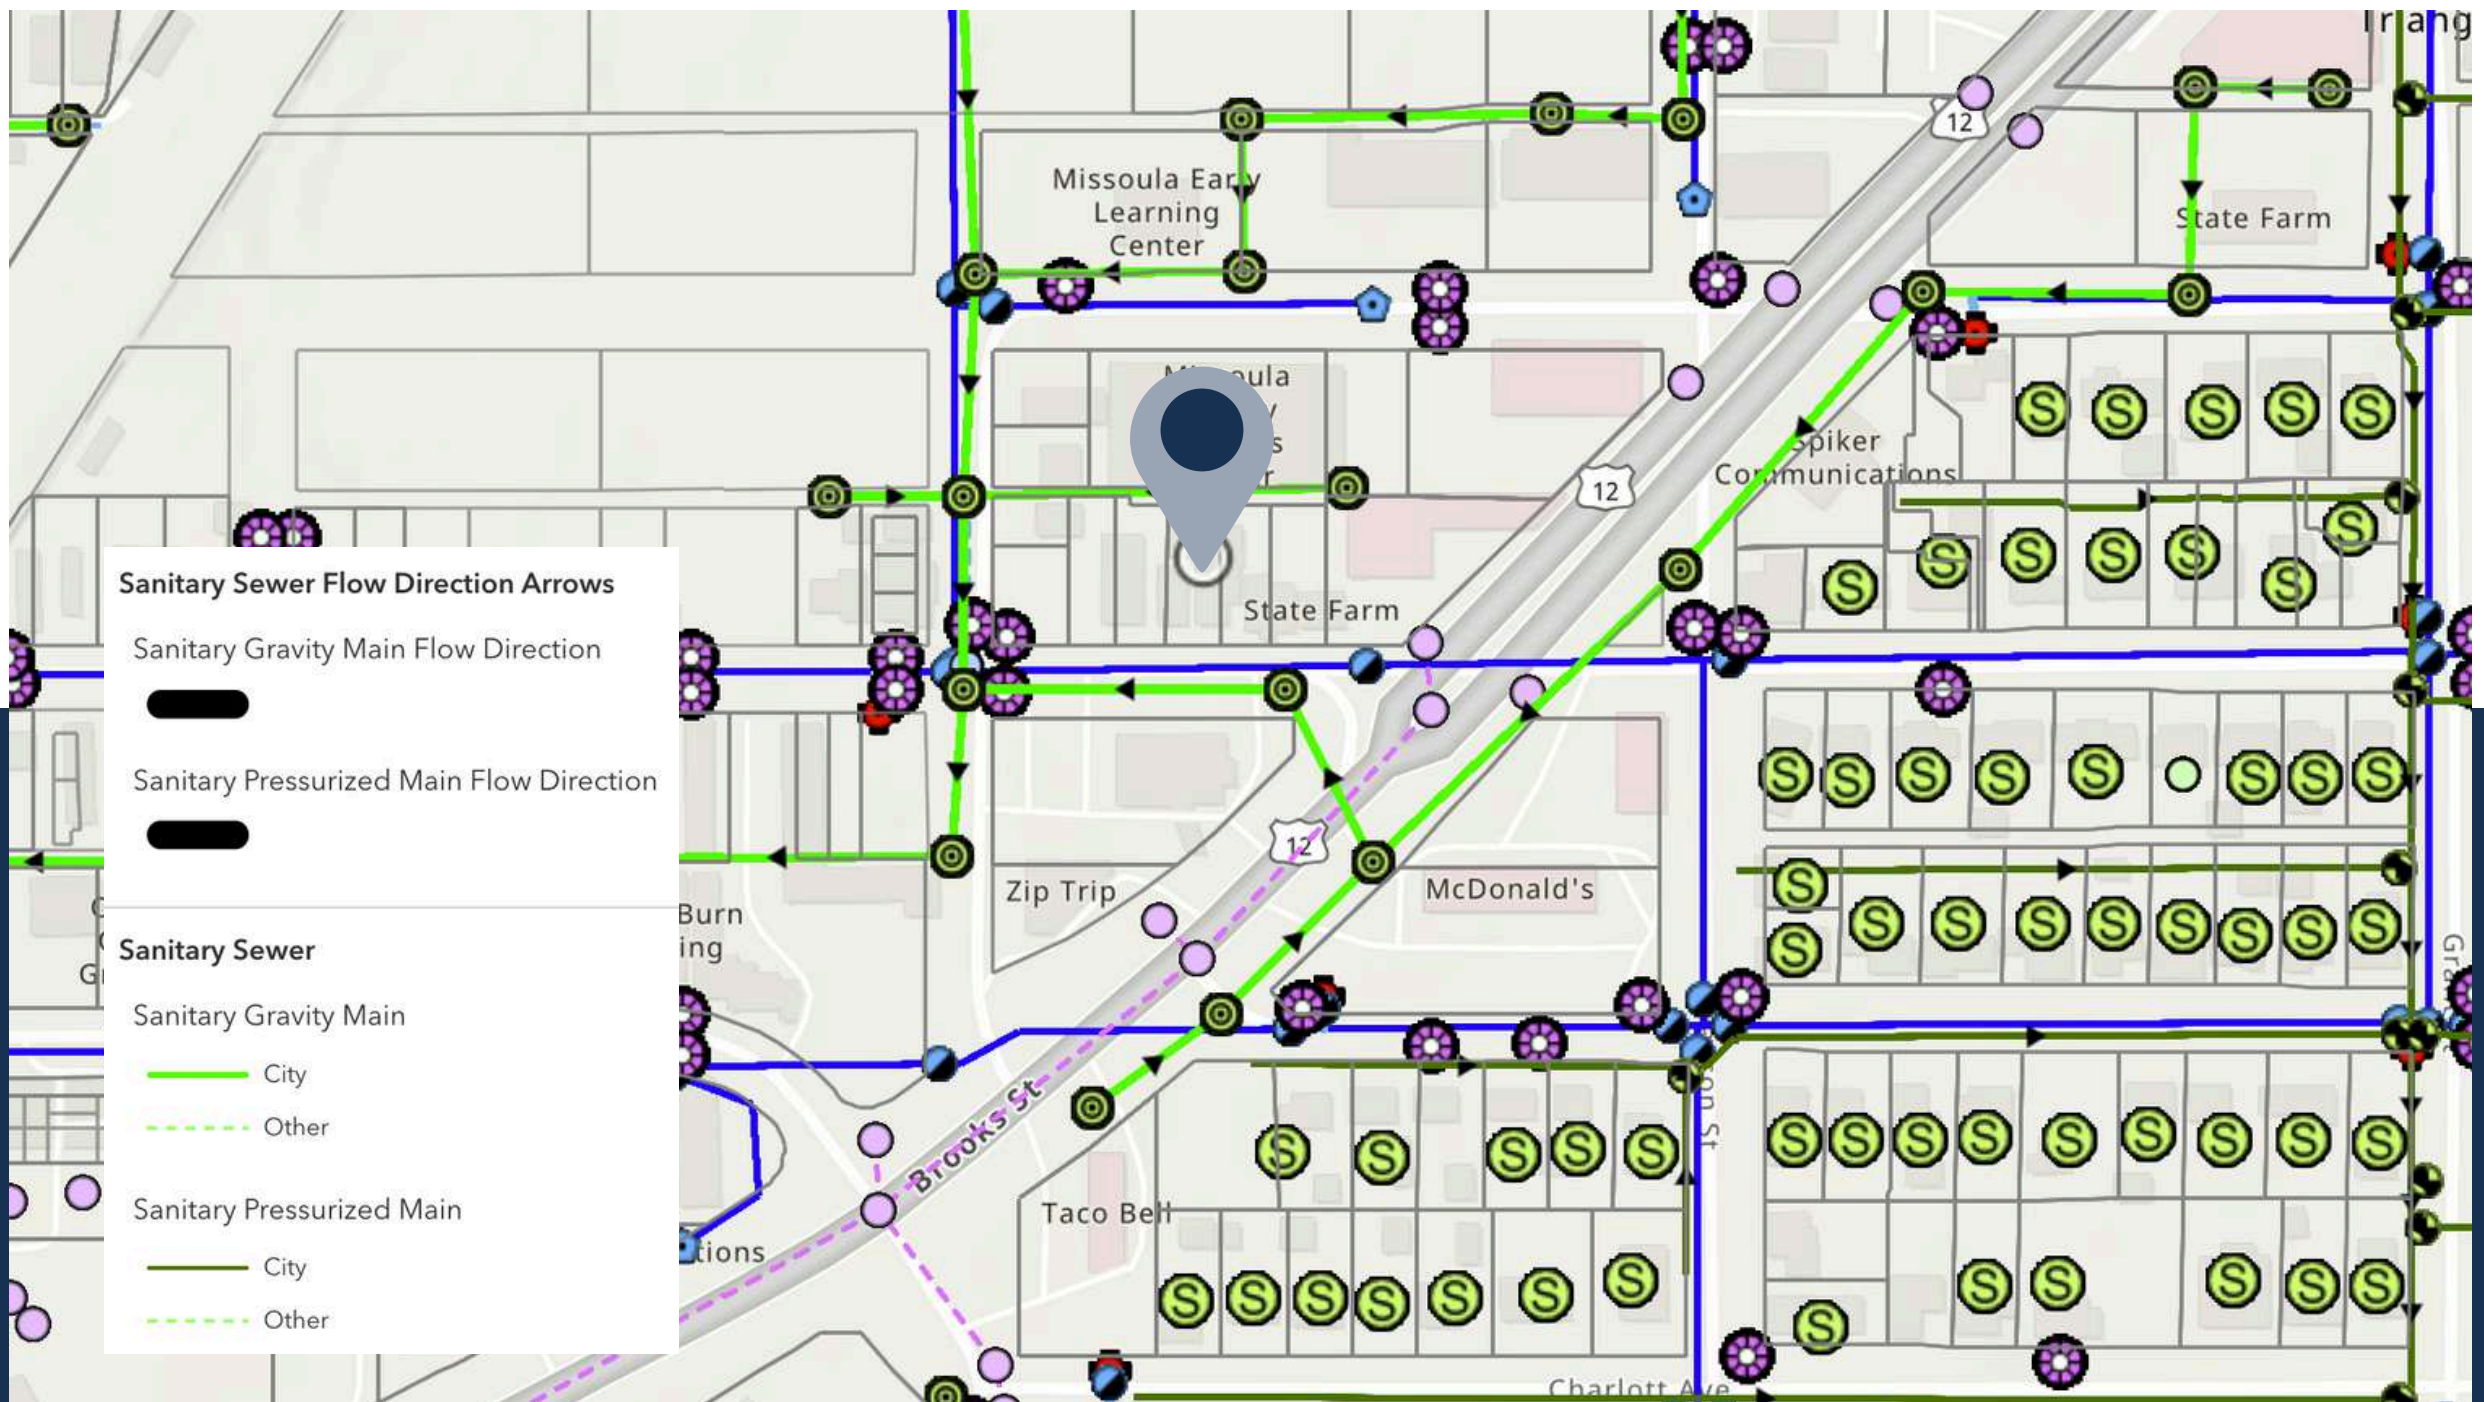 Triang
12
Missoula Early
Learning
Center
State Farm
Spiker
Communications
12
State Farm
Sanitary Sewer Flow Direction Arrows
Sanitary Gravity Main Flow Direction
Sanitary Pressurized Main Flow Direction
12
Zip Trip
McDonald's
Burn
ing
Sanitary Sewer
Sanitary Gravity Main
City
Other
Brooks St
on St
Sanitary Pressurized Main
City
Other
Taco Bell
tions
Charlott Ave
S S S S S
S
S S S S S
S
S S S S S S S S
S
S S S S S S S S
S
S S S S S S S S
S S S S S
S S S S S S S
S S S S S
S